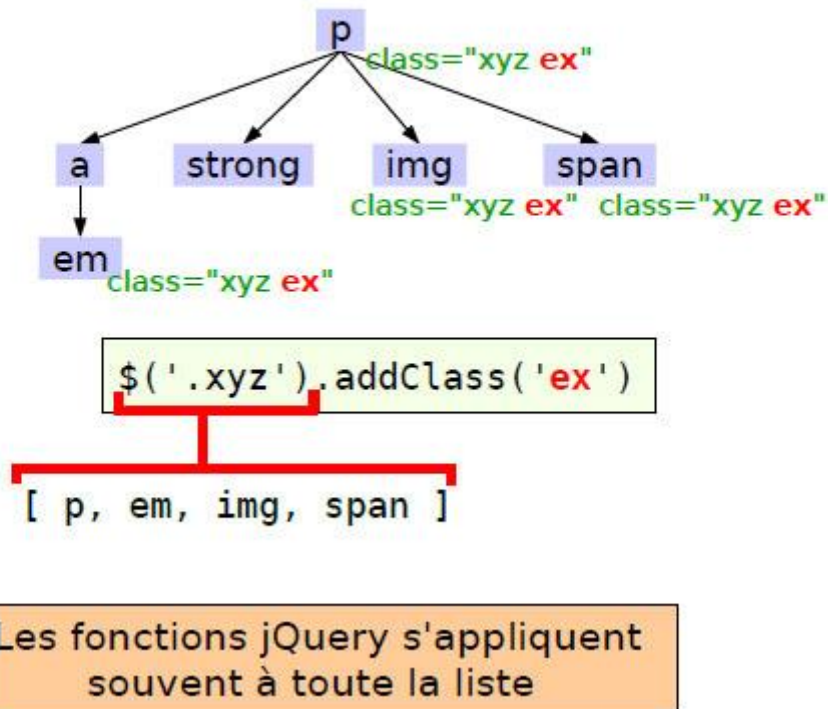 p
class="xyz ex"
a strong img span
class="xyz ex" class="xyz ex"
em
class="xyz ex"
$('.xyz').addClass('ex')
[ p, em, img, span ]
Les fonctions jQuery s'appliquent
souvent à toute la liste